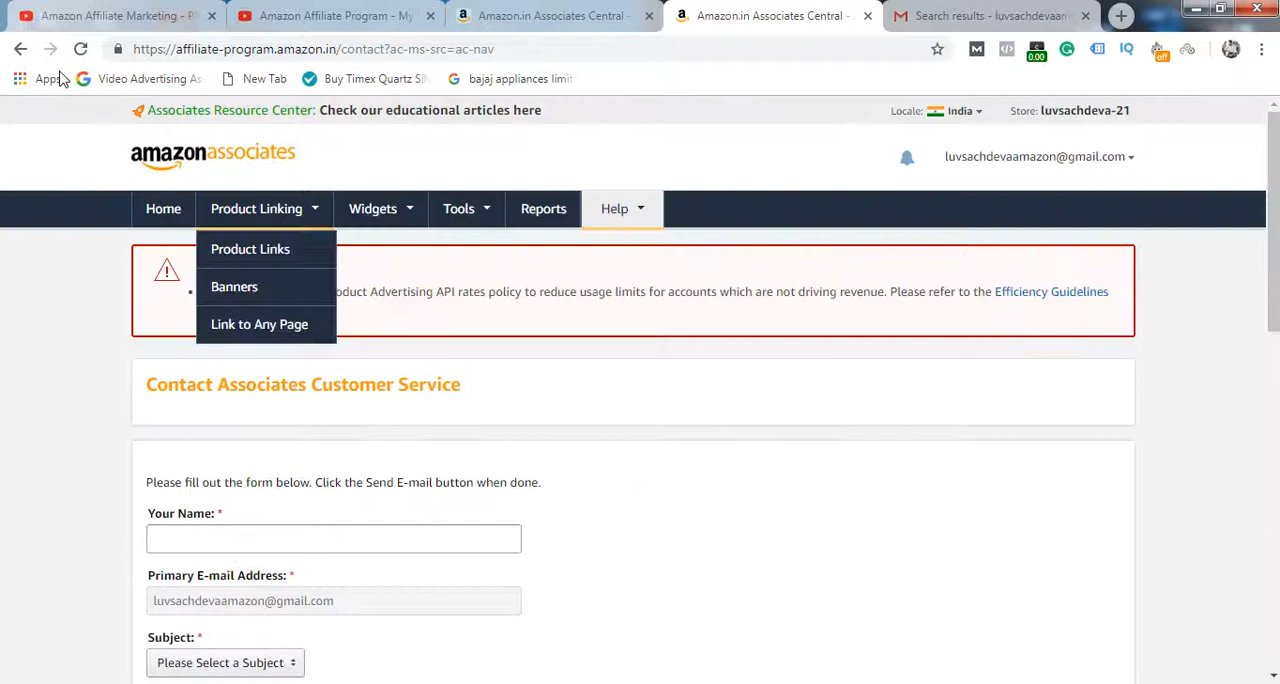 Amazon Affiliate Marketing - P
Amazon Affiliate Program - My
Amazon.in Associates Central -
Amazon.in Associates Central -
Search results - luvsachdevaan
https://affiliate-program.amazon.in/contact?ac-ms-src=ac-nav
0.00
IQ
off
Apps
Video Advertising As
New Tab
Buy Timex Quartz Sil
bajaj appliances limit
Associates Resource Center: Check our educational articles here
Locale: India
Store: luvsachdeva-21
amazonassociates
luvsachdevaamazon@gmail.com
Home
Product Linking
Widgets
Tools
Reports
Help
Product Links
Banners
Link to Any Page
oduct Advertising API rates policy to reduce usage limits for accounts which are not driving revenue. Please refer to the Efficiency Guidelines
Contact Associates Customer Service
Please fill out the form below. Click the Send E-mail button when done.
Your Name: *
Primary E-mail Address: *
luvsachdevaamazon@gmail.com
Subject: *
Please Select a Subject